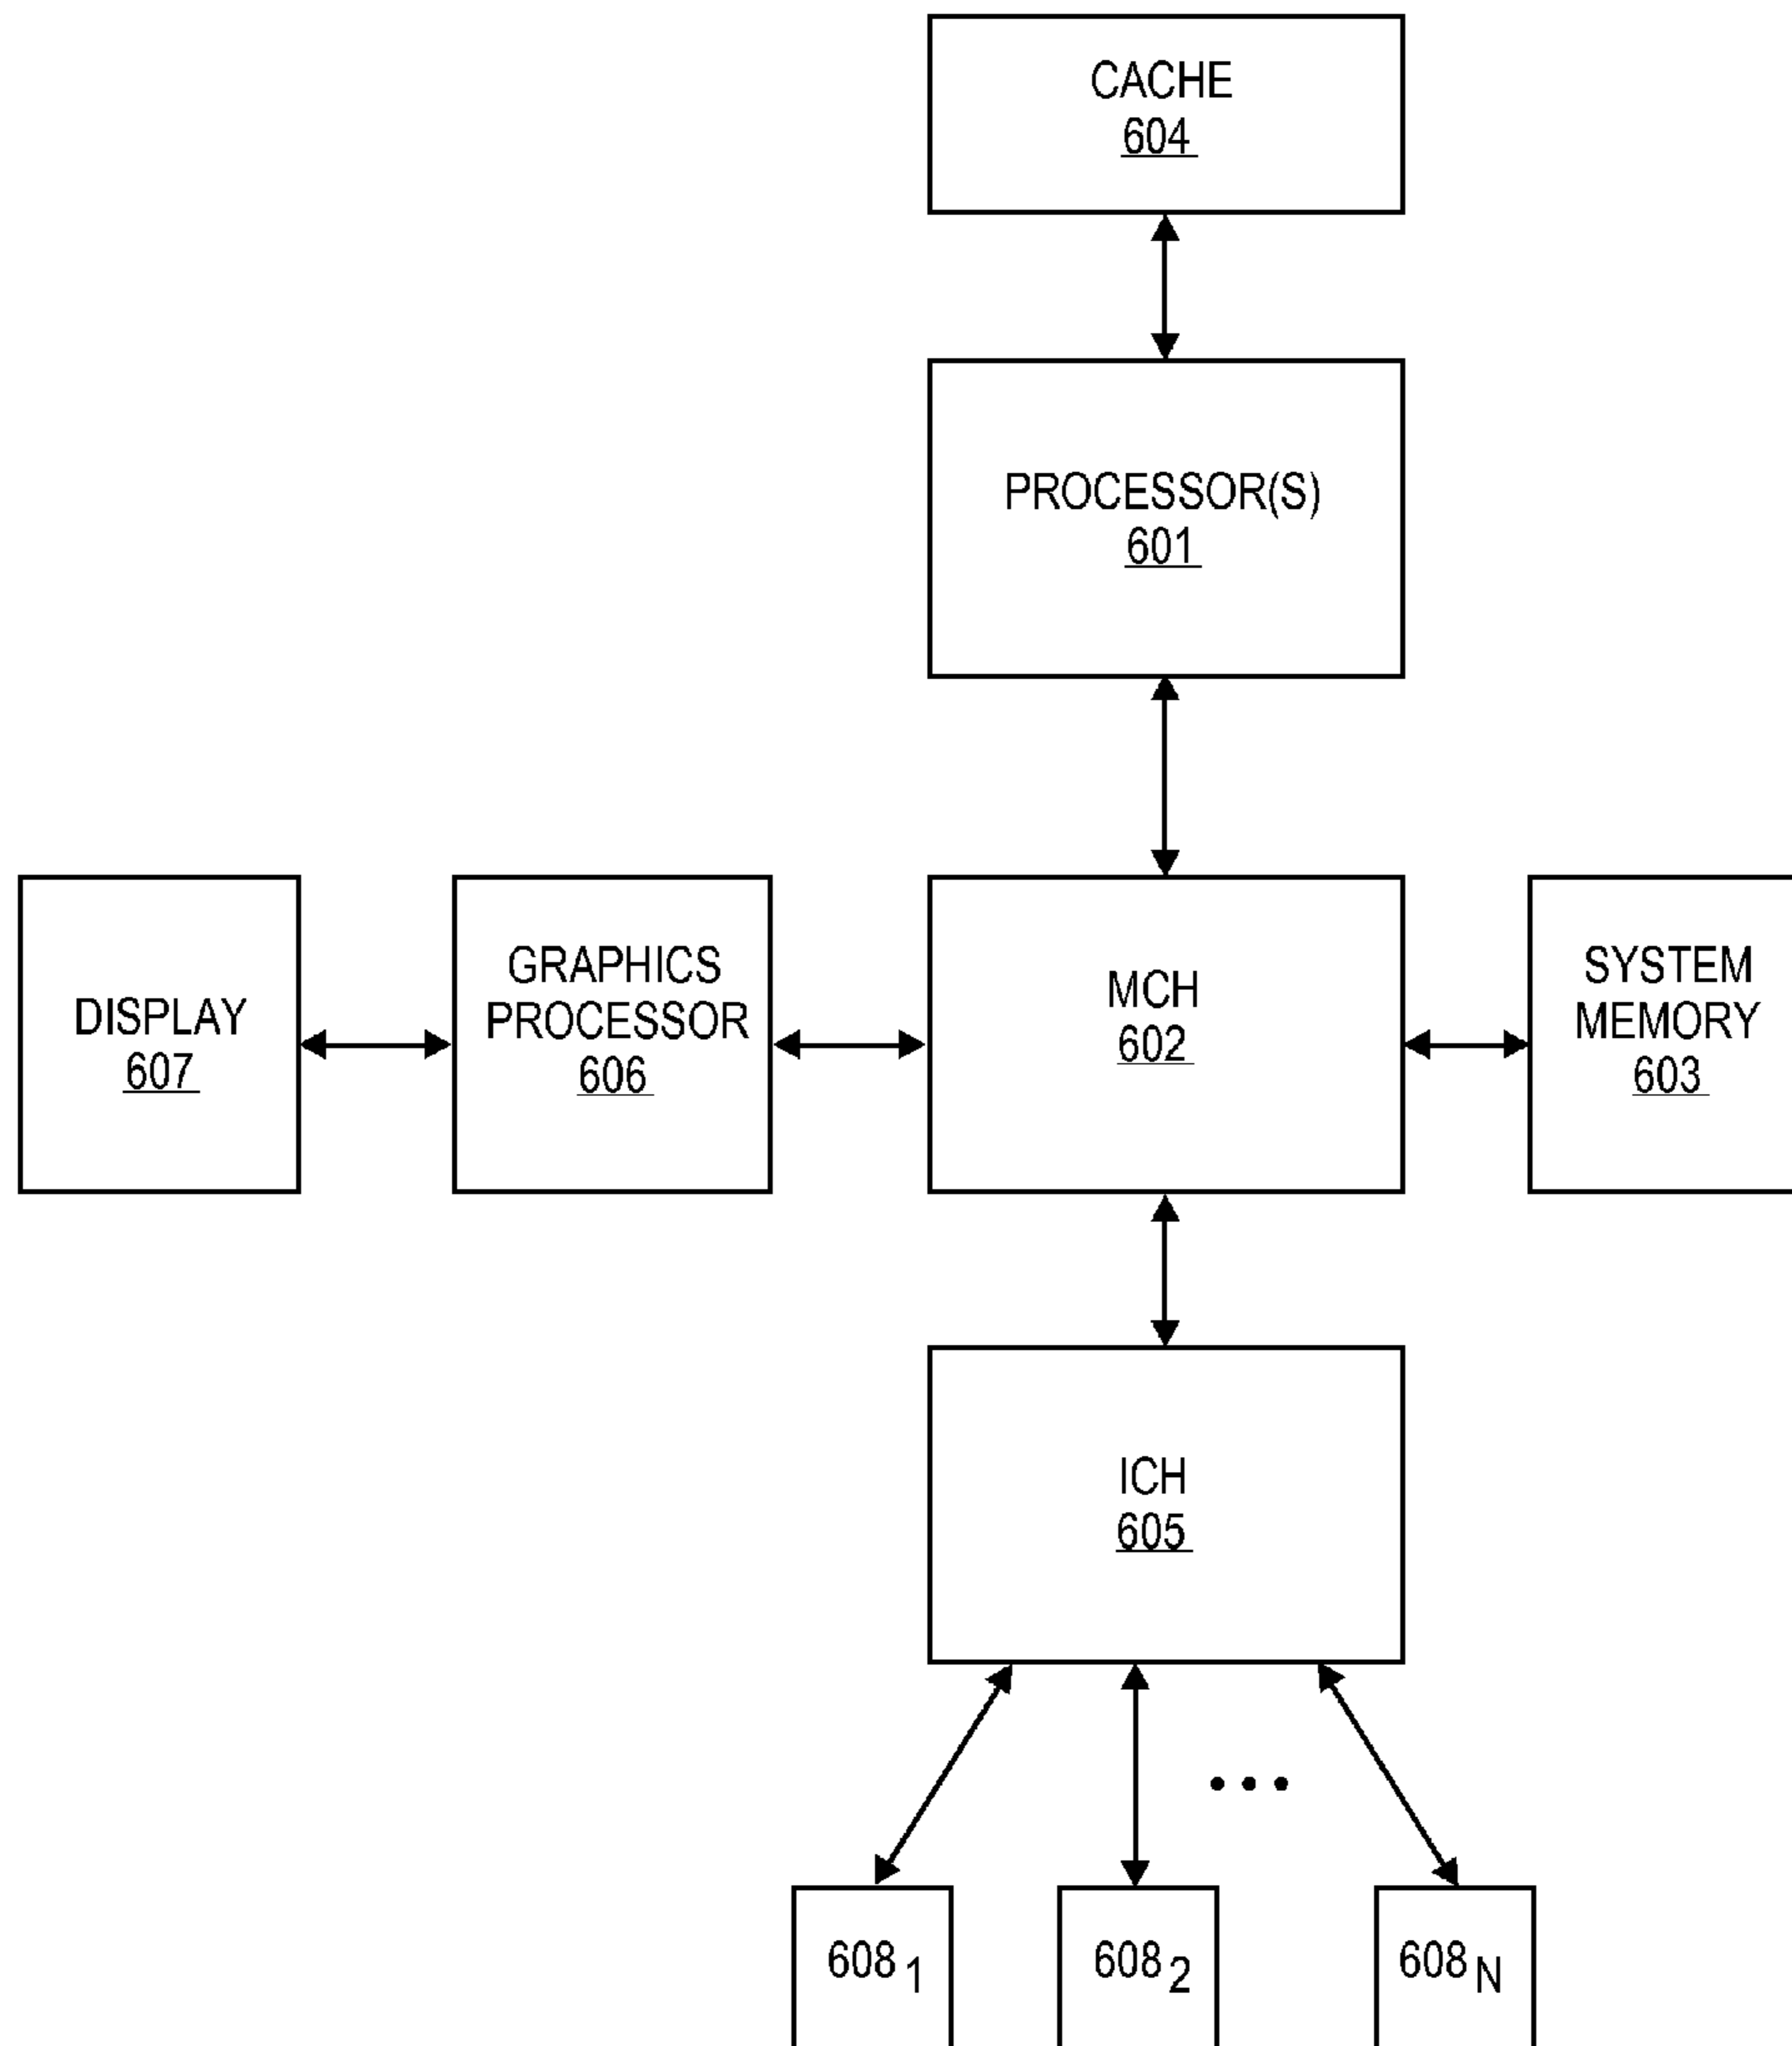 CACHE
604
PROCESSOR(S)
601
DISPLAY
607
GRAPHICS
PROCESSOR
606
MCH
602
SYSTEM
MEMORY
603
ICH
605
...
608 1
608 2
608 N